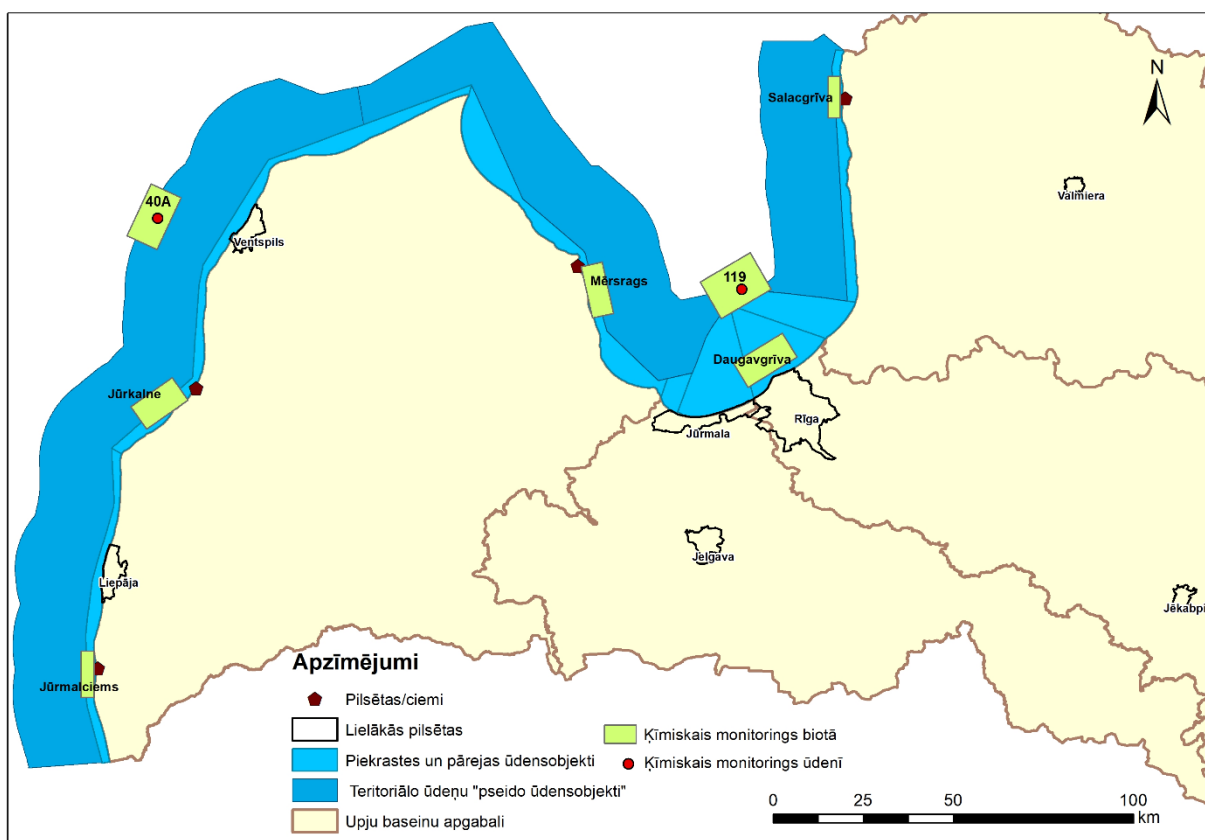 N
Salacgrīva
Valmiera
40A
Ventspils
Mērsrags
119
Daugavgrīva
Jūrkalne
Rīga
Jūrmala
Jelgava
Liepāja
Jēkabpi
Jūrmalciems
Apzīmējumi
Pilsētas/ciemi
Lielākās pilsētas
Piekrastes un pārejas ūdensobjekti
Teritoriālo ūdeņu "pseido ūdensobjekti"
Upju baseinu apgabali
Ķīmiskais monitorings biotā
Ķīmiskais monitorings ūdenī
0 25 50 100
km